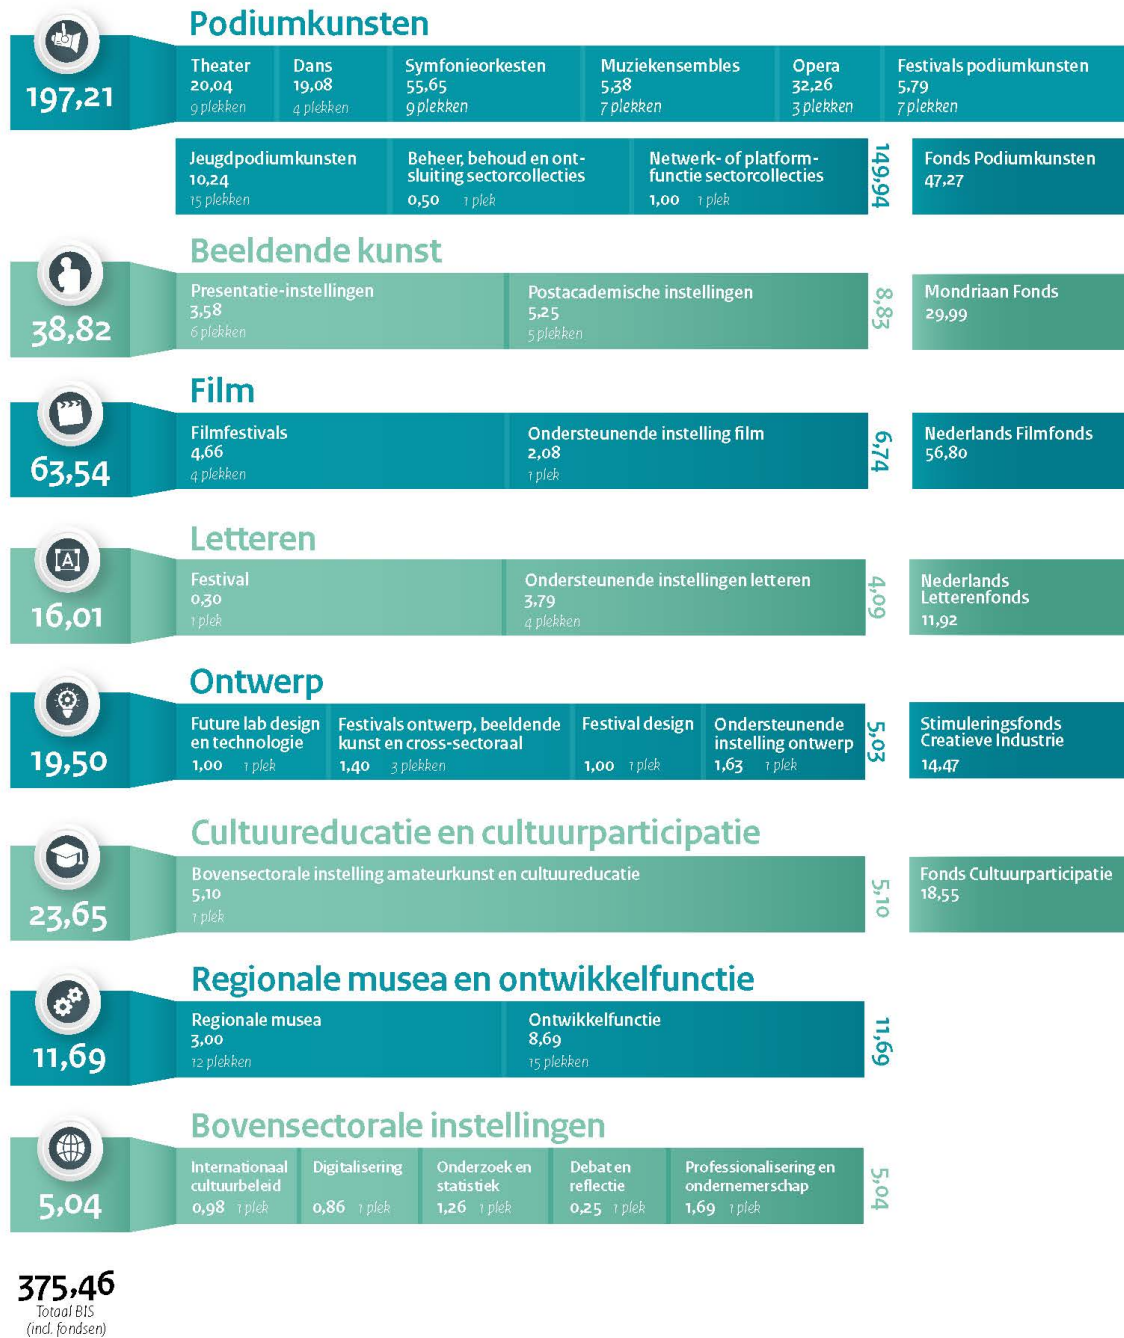 Podiumkunsten
197,21
Theater
20,04
9 plekken
Dans
19,08
4 plekken
Symfonieorkesten
55,65
9 plekken
Muziekensembles
5,38
7 plekken
Opera
32,26
3 plekken
Festivals podiumkunsten
5,79
7 plekken
Jeugdpodiumkunsten
10,24
15 plekken
Beheer, behoud en ont-
sluiting sectorcollecties
0,50 1 plek
Netwerk- of platform-
functie sectorcollecties
1,00 1 plek
149,94
Fonds Podiumkunsten
47,27
Beeldende kunst
38,82
Presentatie-instellingen
3,58
6 plekken
Postacademische instellingen
5,25
5 plekken
8,83
Mondriaan Fonds
29,99
Film
63,54
Filmfestivals
4,66
4 plekken
Ondersteunende instelling film
2,08
1 plek
6,74
Nederlands Filmfonds
56,80
Letteren
A
16,01
Festival
0,30
1 plek
Ondersteunende instellingen letteren
3,79
4 plekken
4,09
Nederlands
Letterenfonds
11,92
Ontwerp
19,50
Future lab design
en technologie
1,00 1 plek
Festivals ontwerp, beeldende
kunst en cross-sectoraal
1,40 3 plekken
Festival design
1,00 1 plek
Ondersteunende
instelling ontwerp
1,63 1 plek
5,03
Stimuleringsfonds
Creatieve Industrie
14,47
Cultuureducatie en cultuurparticipatie
23,65
Bovensectorale instelling amateurkunst en cultuureducatie
5,10
1 plek
5,10
Fonds Cultuurparticipatie
18,55
Regionale musea en ontwikkelfunctie
11,69
Regionale musea
3,00
12 plekken
Ontwikkelfunctie
8,69
15 plekken
11,69
Bovensectorale instellingen
5,04
Internationaal
cultuurbeleid
0,98 1 plek
Digitalisering
0,86 1 plek
Onderzoek en
statistiek
1,26 1 plek
Debat en
reflectie
0,25 1 plek
Professionalisering en
ondernemerschap
1,69 1 plek
5,04
375,46
Totaal BIS
(incl. fondsen)